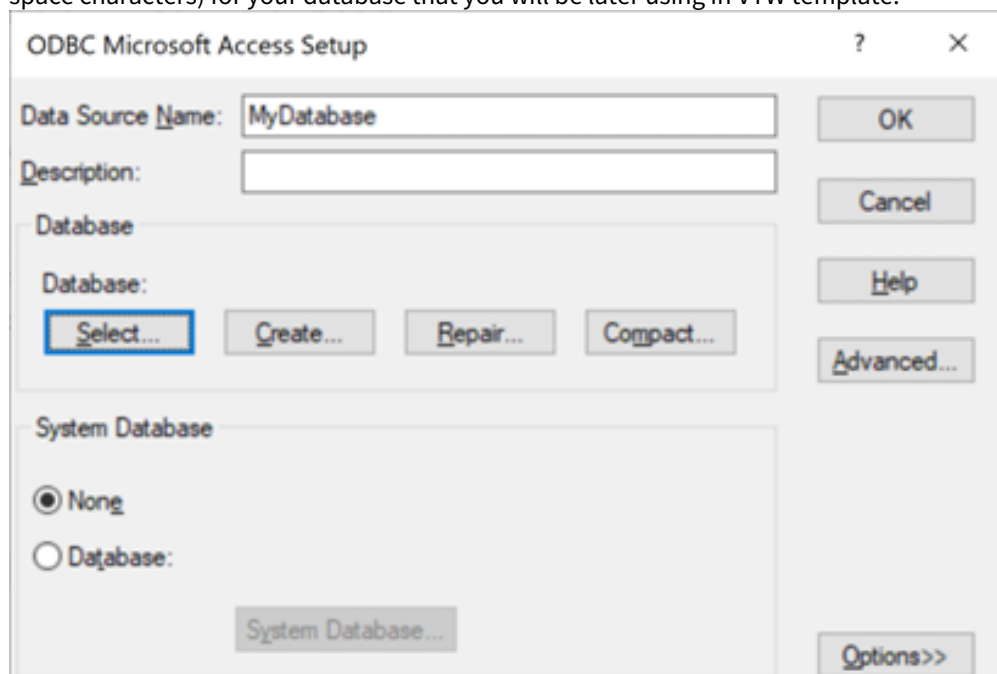 space characters) for your database that you will be later using in VTW template.
ODBC Microsoft Access Setup ? ×
Data Source Name: MyDatabase OK
Description:
Cancel
Database
Database: Help
Select... Create... Repair... Compact...
Advanced...
System Database
None
Database:
System Database...
Options>>